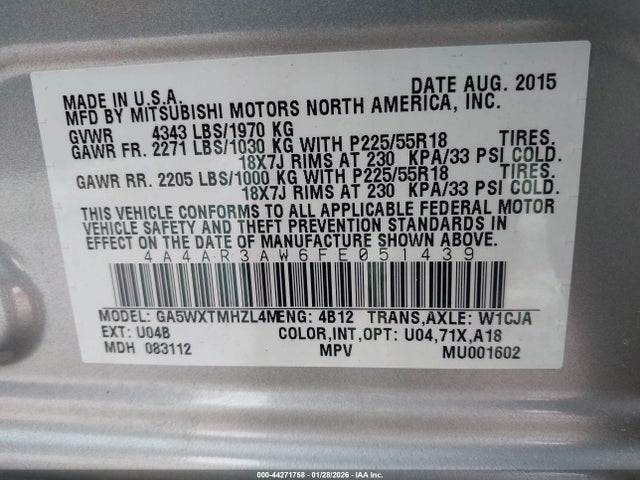 MADE IN U.S.A. DATE AUG. 2015
MFD BY MITSUBISHI MOTORS NORTH AMERICA, INC.
GVWR 4343 LBS/1970 KG
GAWR FR. 2271 LBS/1030 KG WITH P225/55R18 TIRES.
18X7J RIMS AT 230 KPA/33 PSI COLD.
GAWR RR. 2205 LBS/1000 KG WITH P225/55R18 TIRES.
18X7J RIMS AT 230 KPA/33 PSI COLD.
THIS VEHICLE CONFORMS TO ALL APPLICABLE FEDERAL MOTOR
VEHICLE SAFETY AND THEFT PREVENTION STANDARDS IN
EFFECT ON THE DATE OF MANUFACTURE SHOWN ABOVE.
4A4AR3AW6FE051439
MODEL: GA5WXTMHZL4M ENG: 4B12 TRANS,AXLE: W1CJA
EXT: U04B COLOR,INT,OPT: U04,71X,A18
MDH 083112 MPV MU001602
000-44271758 | 01/28/2026 | IAA Inc.